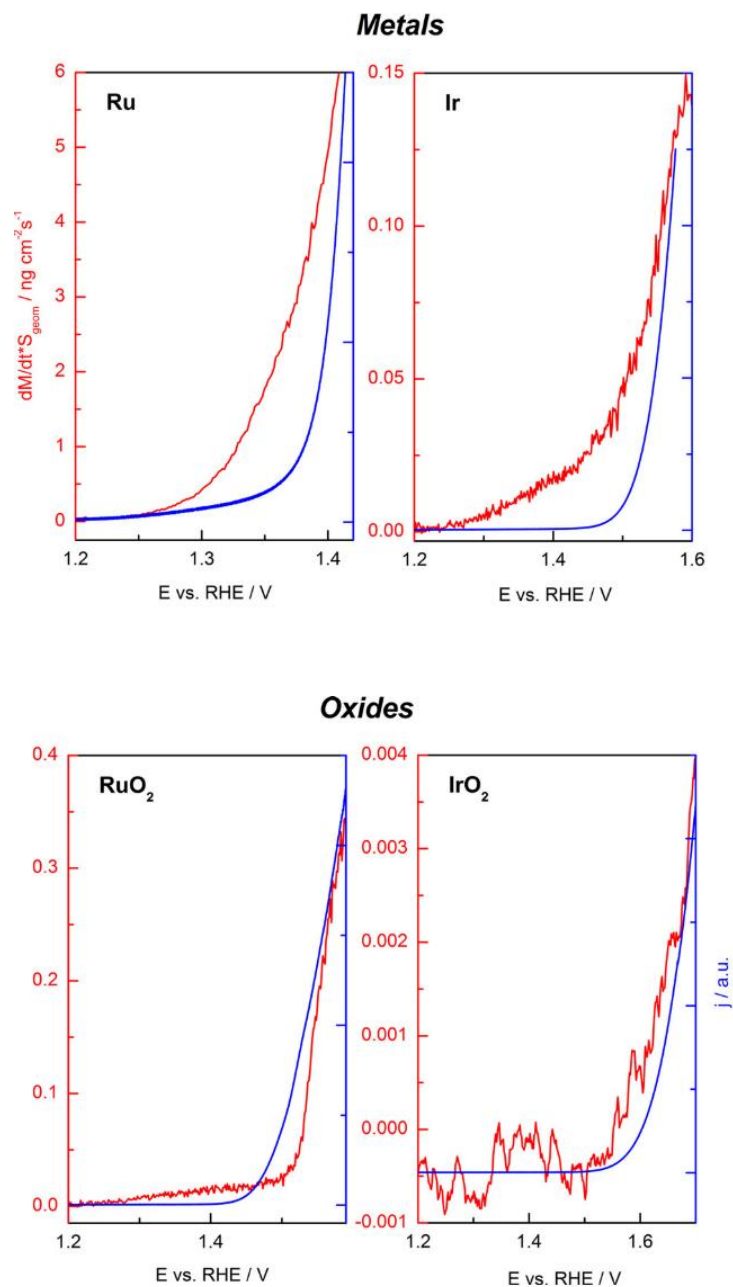 Metals
Ru
6
5
4
3
2
1
0
1.2
1.3
1.4
dM/dt*S_geom / ng cm⁻²s⁻¹
E vs. RHE / V
Ir
0.15
0.10
0.05
0.00
1.2
1.4
1.6
E vs. RHE / V
Oxides
RuO₂
0.4
0.3
0.2
0.1
0.0
1.2
1.4
E vs. RHE / V
IrO₂
0.004
0.003
0.002
0.001
0.000
-0.001
1.2
1.4
1.6
E vs. RHE / V
j / a.u.